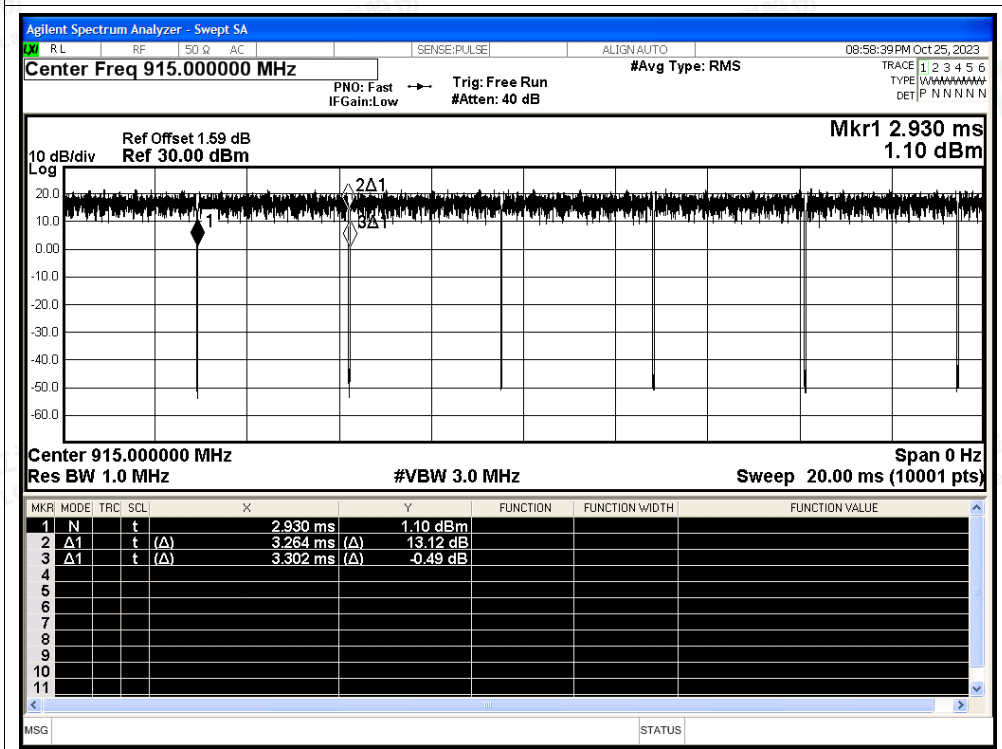 Agilent Spectrum Analyzer - Swept SA
LXI RL RF 50 Ω AC SENSE:PULSE ALIGN AUTO 08:58:39 PM Oct 25, 2023
Center Freq 915.000000 MHz #Avg Type: RMS TRACE 1 2 3 4 5 6
PNO: Fast Trig: Free Run TYPE WWWWWW
IFGain:Low #Atten: 40 dB DET P N N N N N
Mkr1 2.930 ms
Ref Offset 1.59 dB
10 dB/div Ref 30.00 dBm 1.10 dBm
Log
20.0
10.0
0.00
-10.0
-20.0
-30.0
-40.0
-50.0
-60.0
1
2Δ1
3Δ1
Center 915.000000 MHz Span 0 Hz
Res BW 1.0 MHz #VBW 3.0 MHz Sweep 20.00 ms (10001 pts)
MKR MODE TRC SCL X Y FUNCTION FUNCTION WIDTH FUNCTION VALUE
1 N t 2.930 ms 1.10 dBm
2 Δ1 t (Δ) 3.264 ms (Δ) 13.12 dB
3 Δ1 t (Δ) 3.302 ms (Δ) -0.49 dB
4
5
6
7
8
9
10
11
MSG STATUS